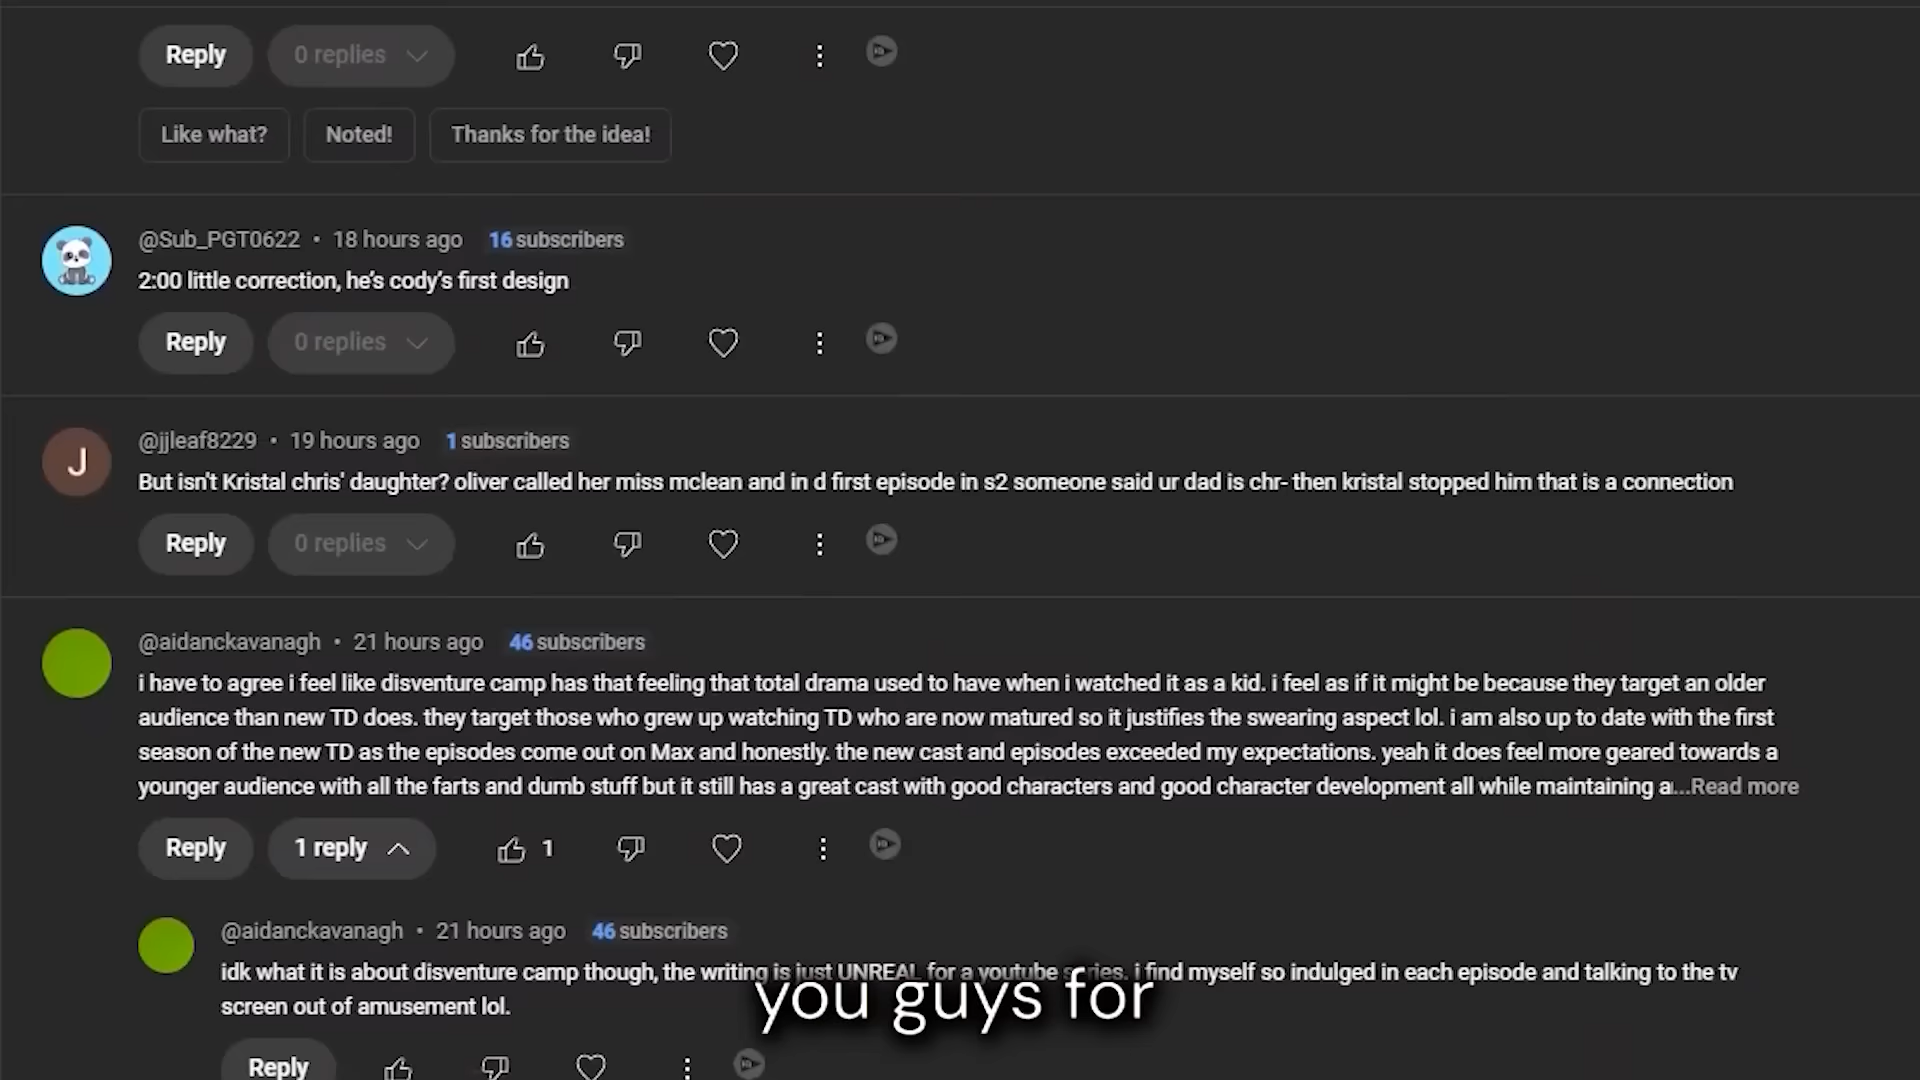 Reply 0 replies
Like what? Noted! Thanks for the idea!
@Sub_PGT0622 • 18 hours ago 16 subscribers
2:00 little correction, he's cody's first design
Reply 0 replies
J
@jjleaf8229 • 19 hours ago 1 subscribers
But isn't Kristal chris' daughter? oliver called her miss mclean and in d first episode in s2 someone said ur dad is chr- then kristal stopped him that is a connection
Reply 0 replies
@aidanckavanagh • 21 hours ago 46 subscribers
i have to agree i feel like disventure camp has that feeling that total drama used to have when i watched it as a kid. i feel as if it might be because they target an older
audience than new TD does. they target those who grew up watching TD who are now matured so it justifies the swearing aspect lol. i am also up to date with the first
season of the new TD as the episodes come out on Max and honestly. the new cast and episodes exceeded my expectations. yeah it does feel more geared towards a
younger audience with all the farts and dumb stuff but it still has a great cast with good characters and good character development all while maintaining a...Read more
Reply 1 reply 1
@aidanckavanagh • 21 hours ago 46 subscribers
idk what it is about disventure camp though, the writing is just UNREAL for a youtube series. i find myself so indulged in each episode and talking to the tv
screen out of amusement lol.
you guys for
Reply